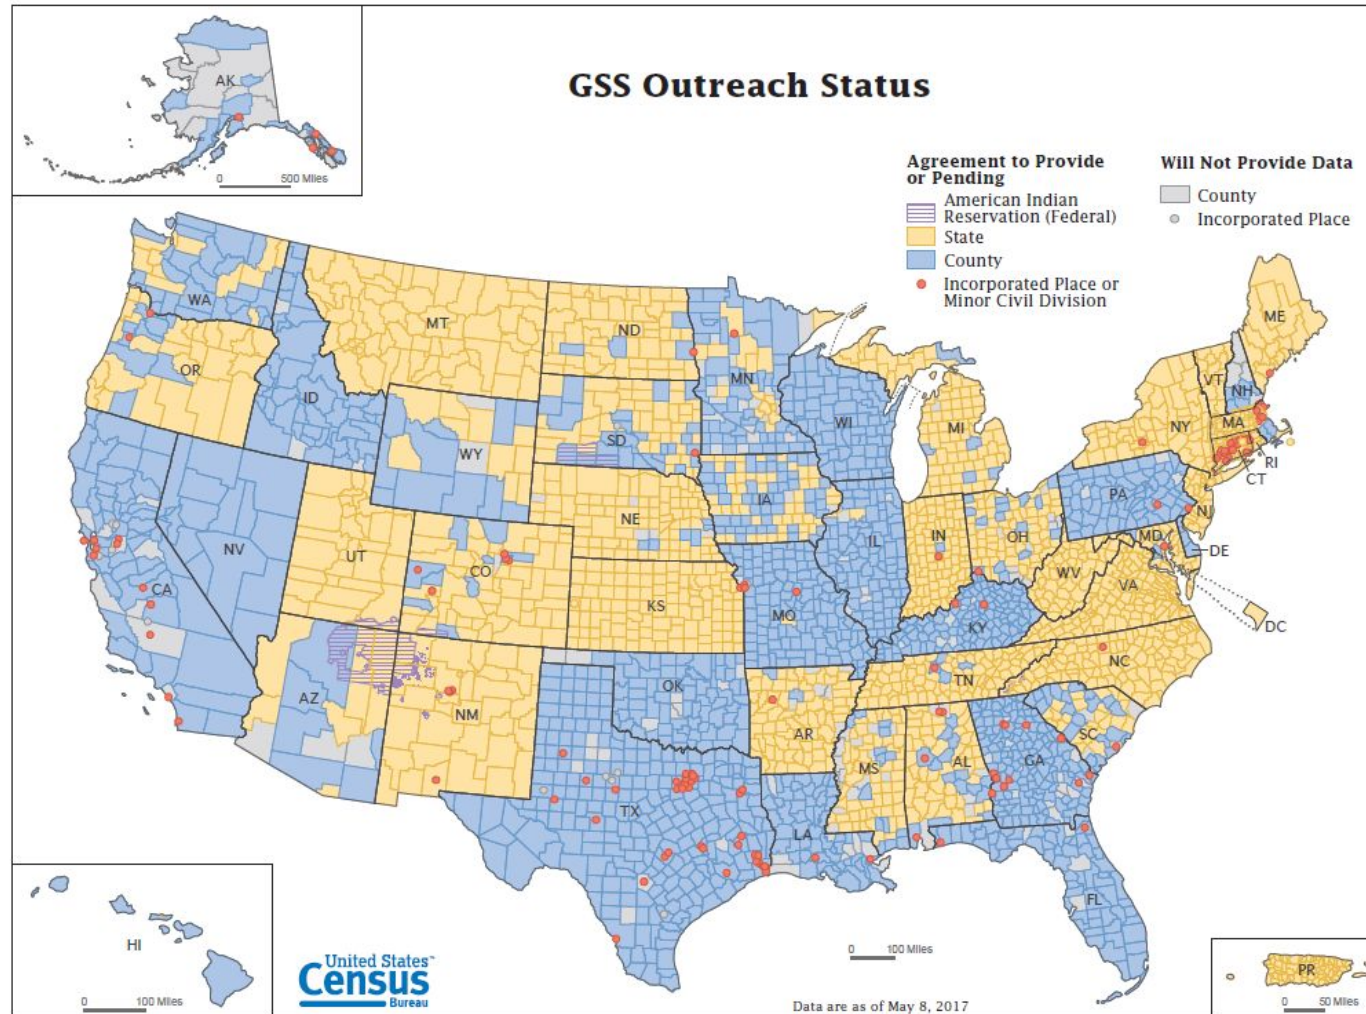 GSS Outreach Status
AK
0 500 Miles
Agreement to Provide
or Pending
American Indian
Reservation (Federal)
State
County
Incorporated Place or
Minor Civil Division
Will Not Provide Data
County
Incorporated Place
WA
MT
ND
MN
ME
OR
ID
SD
WI
MI
VT
NH
NY
MA
WY
RI
CT
IA
PA
NE
NJ
NV
UT
CO
IL
IN
OH
MD
DE
CA
KS
MO
WV
VA
KY
DC
NC
AZ
NM
OK
TN
AR
SC
MS
AL
GA
TX
LA
FL
HI
0 100 Miles
United States™
Census
Bureau
0 100 Miles
Data are as of May 8, 2017
PR
0 50 Miles